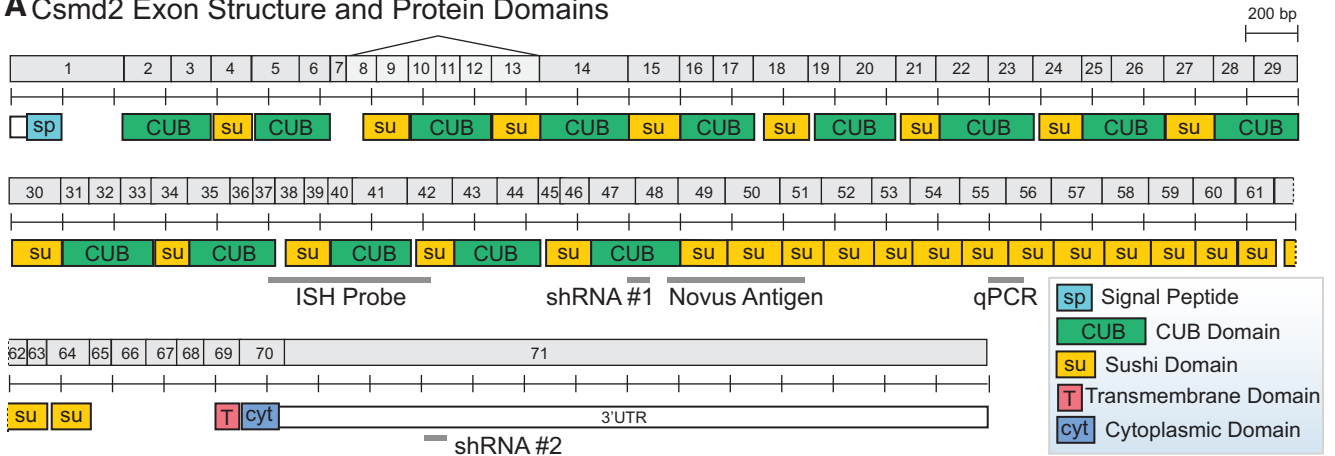 A Csmd2 Exon Structure and Protein Domains
200 bp
1 2 3 4 5 6 7 8 9 10 11 12 13 14 15 16 17 18 19 20 21 22 23 24 25 26 27 28 29
sp CUB su CUB su CUB su CUB su CUB su CUB su CUB su CUB su CUB
30 31 32 33 34 35 36 37 38 39 40 41 42 43 44 45 46 47 48 49 50 51 52 53 54 55 56 57 58 59 60 61
su CUB su CUB su CUB su CUB su CUB su su su su su su su su su su su su su
ISH Probe shRNA #1 Novus Antigen qPCR
62 63 64 65 66 67 68 69 70 71
su su T cyt 3'UTR
shRNA #2
sp Signal Peptide
CUB CUB Domain
su Sushi Domain
T Transmembrane Domain
cyt Cytoplasmic Domain